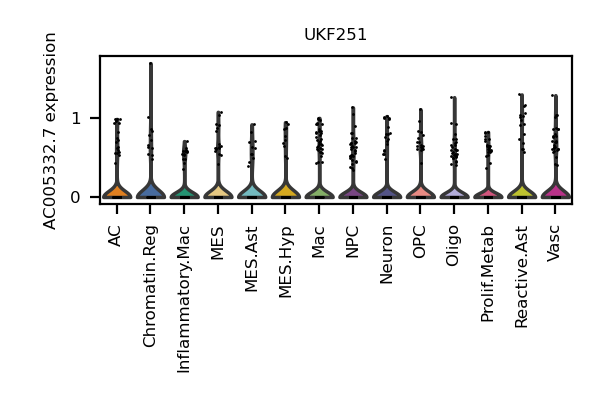 UKF251
AC005332.7 expression
1
0
AC
Chromatin.Reg
Inflammatory.Mac
MES
MES.Ast
MES.Hyp
Mac
NPC
Neuron
OPC
Oligo
Prolif.Metab
Reactive.Ast
Vasc